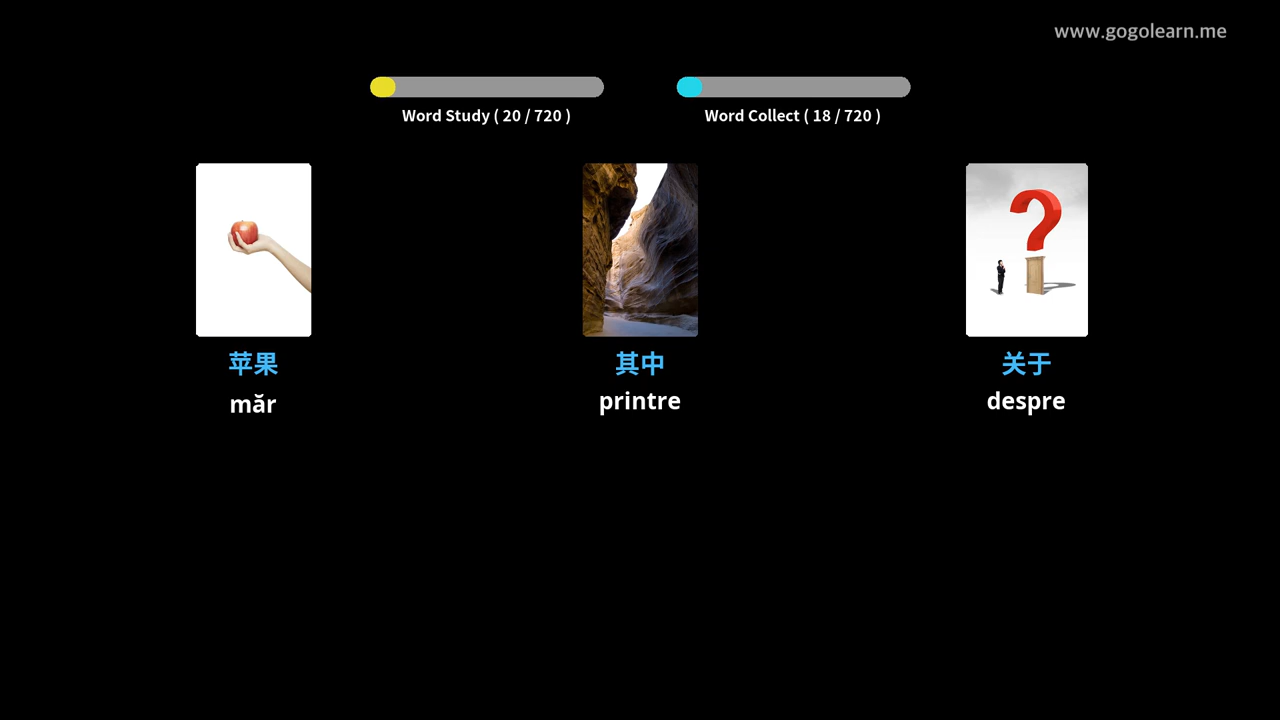 www.gogolearn.me
Word Study ( 20 / 720 )
Word Collect ( 18 / 720 )
苹果
măr
其中
printre
关于
despre